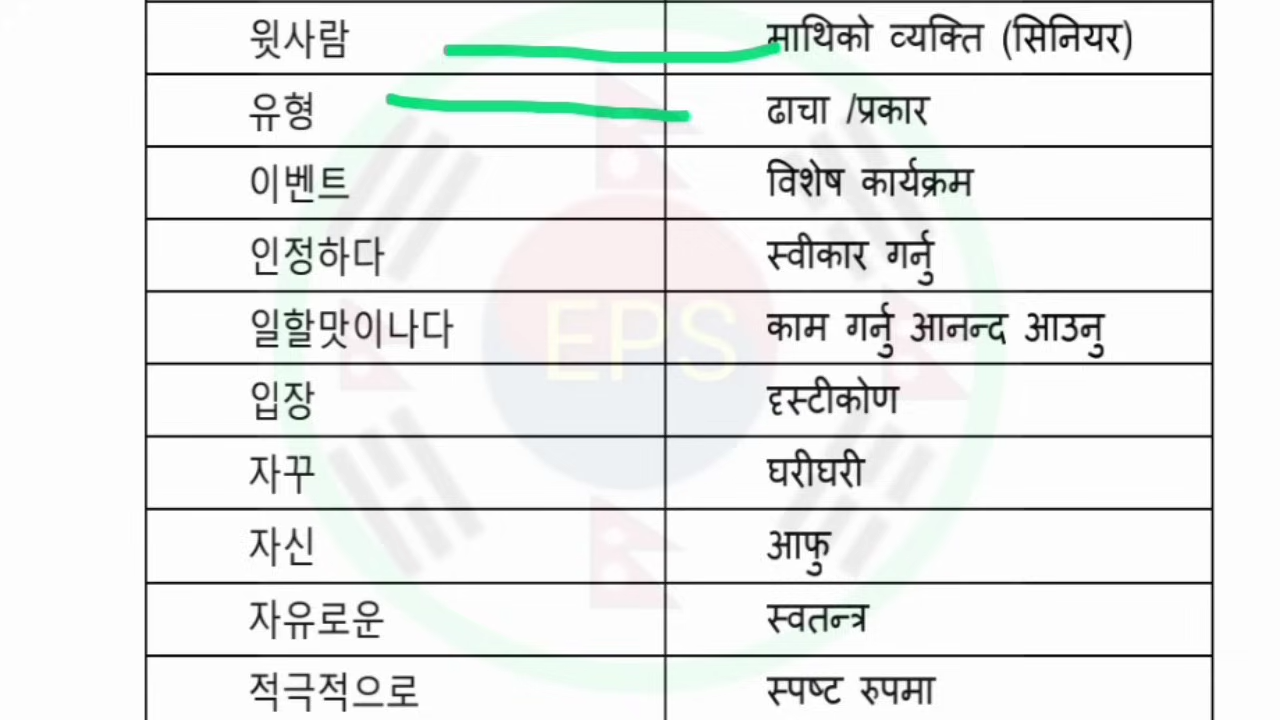 윗사람 माथिको व्यक्ति (सिनियर)
유형 ढाचा /प्रकार
이벤트 विशेष कार्यक्रम
인정하다 स्वीकार गर्नु
일할맛이나다 काम गर्नु आनन्द आउनु
입장 दृस्टीकोण
EPS
자꾸 घरीघरी
자신 आफु
자유로운 स्वतन्त्र
적극적으로 स्पष्ट रुपमा